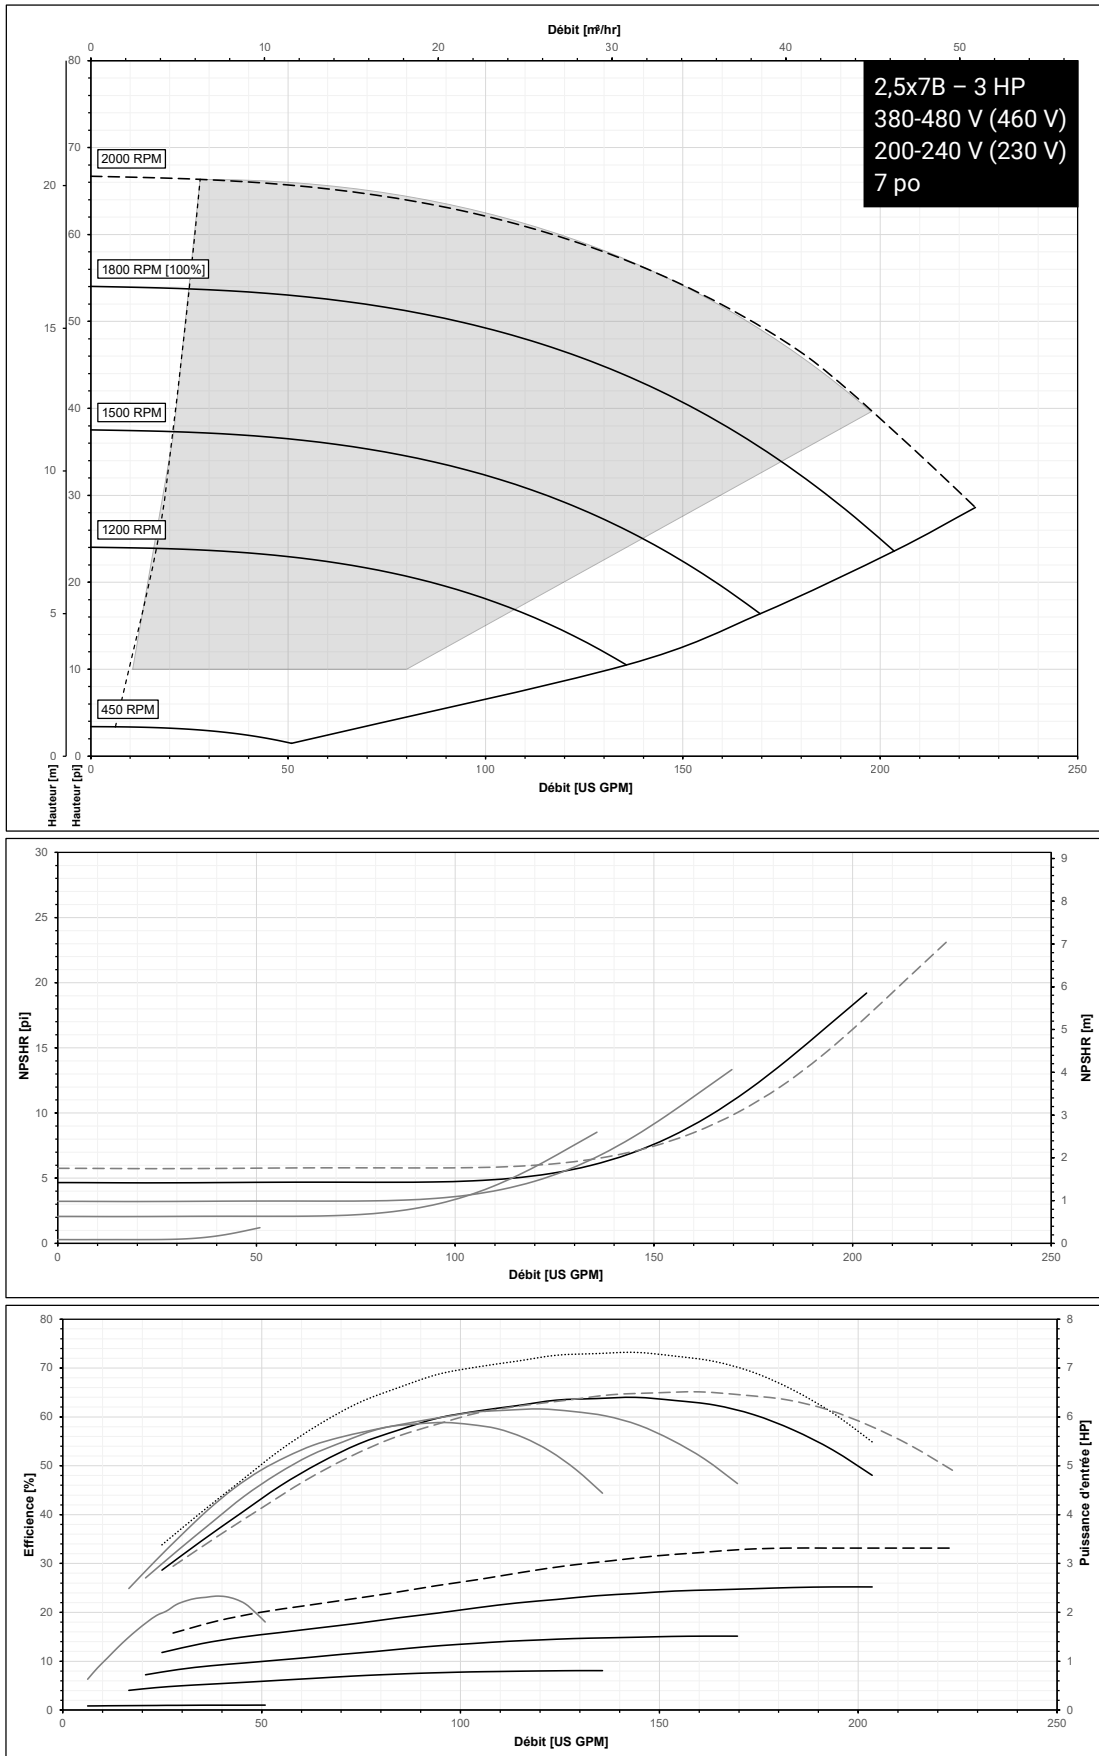 Débit [m³/hr]
0 10 20 30 40 50
2,5x7B – 3 HP
380-480 V (460 V)
200-240 V (230 V)
7 po
80
70
60
50
40
30
20
10
0
20
15
10
5
0
2000 RPM
1800 RPM [100%]
1500 RPM
1200 RPM
450 RPM
0 50 100 150 200 250
Débit [US GPM]
Hauteur [m]
Hauteur [pi]
30
25
20
15
10
5
0
NPSHR [pi]
9
8
7
6
5
4
3
2
1
0
NPSHR [m]
0 50 100 150 200 250
Débit [US GPM]
80
70
60
50
40
30
20
10
0
Efficience [%]
8
7
6
5
4
3
2
1
0
Puissance d'entrée [HP]
0 50 100 150 200 250
Débit [US GPM]